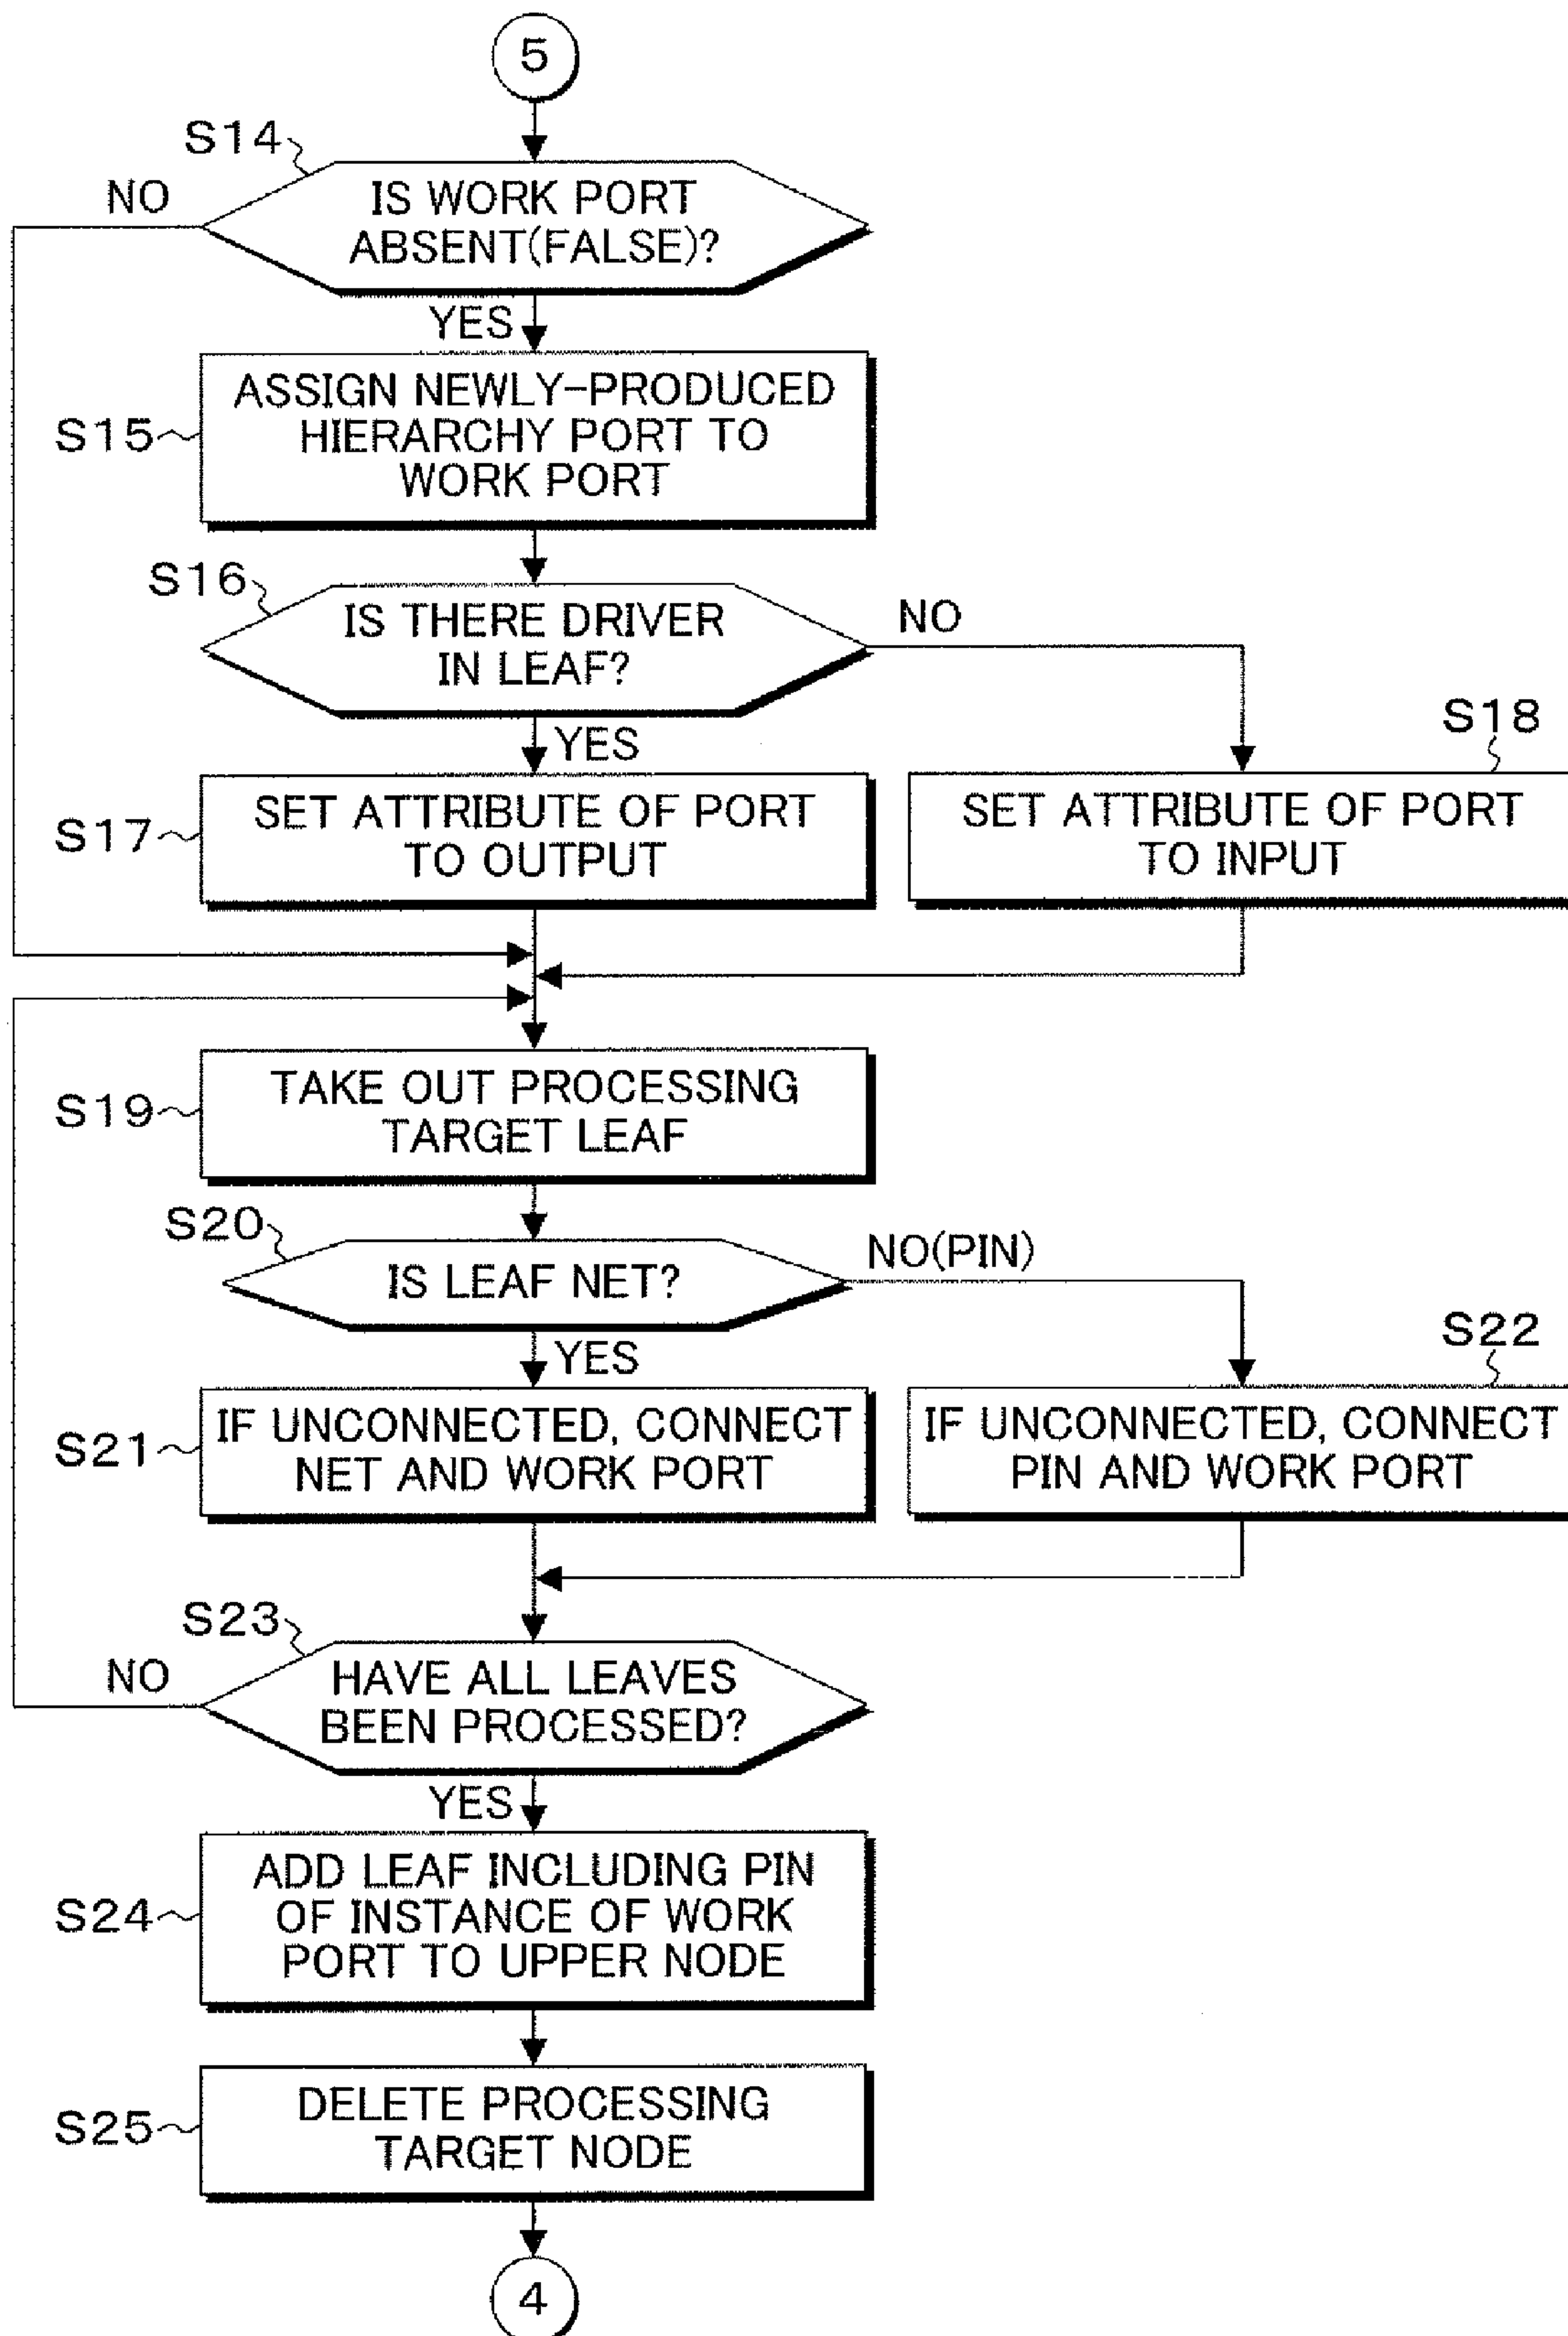 5
S14
NO
IS WORK PORT
ABSENT(FALSE)?
YES
S15
ASSIGN NEWLY-PRODUCED
HIERARCHY PORT TO
WORK PORT
S16
IS THERE DRIVER
IN LEAF?
NO
YES
S17
SET ATTRIBUTE OF PORT
TO OUTPUT
S18
SET ATTRIBUTE OF PORT
TO INPUT
S19
TAKE OUT PROCESSING
TARGET LEAF
S20
IS LEAF NET?
NO(PIN)
YES
S21
IF UNCONNECTED, CONNECT
NET AND WORK PORT
S22
IF UNCONNECTED, CONNECT
PIN AND WORK PORT
S23
NO
HAVE ALL LEAVES
BEEN PROCESSED?
YES
S24
ADD LEAF INCLUDING PIN
OF INSTANCE OF WORK
PORT TO UPPER NODE
S25
DELETE PROCESSING
TARGET NODE
4